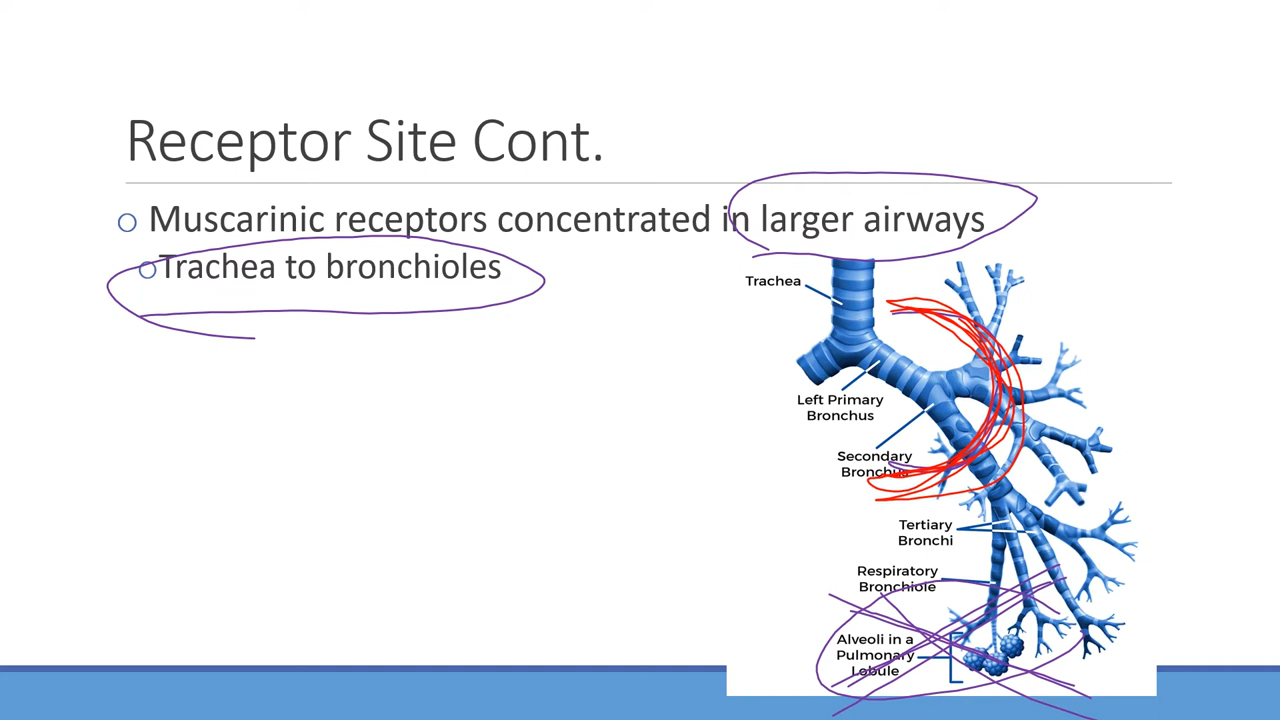 Receptor Site Cont.
o Muscarinic receptors concentrated in larger airways
o Trachea to bronchioles
Trachea
Left Primary
Bronchus
Secondary
Bronchus
Tertiary
Bronchi
Respiratory
Bronchiole
Alveoli in a
Pulmonary
Lobule